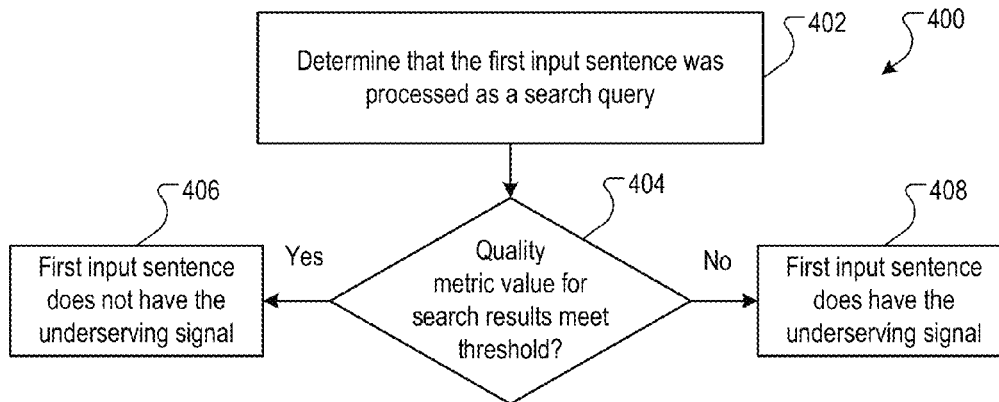 402
400
Determine that the first input sentence was
processed as a search query
406
404
408
Yes
No
First input sentence
does not have the
underserving signal
Quality
metric value for
search results meet
threshold?
First input sentence
does have the
underserving signal